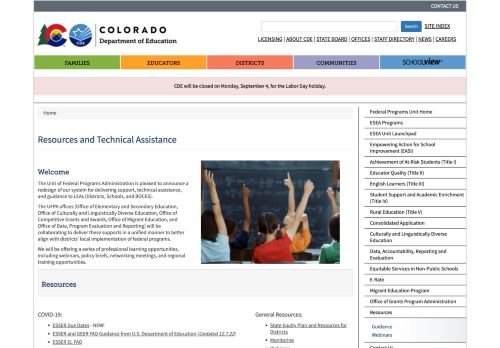 CONTACT US
COLORADO
Department of Education
CDE
Search
SITE INDEX
LICENSING | ABOUT CDE | STATE BOARD | OFFICES | STAFF DIRECTORY | NEWS | CAREERS
FAMILIES
EDUCATORS
DISTRICTS
COMMUNITIES
SCHOOLVIEW
CDE will be closed on Monday, September 4, for the Labor Day holiday.
Home
Resources and Technical Assistance
Welcome
The Unit of Federal Programs Administration is pleased to announce a
redesign of our system for delivering support, technical assistance,
and guidance to LEAs (Districts, Schools, and BOCES).
The UFPA offices (Office of Elementary and Secondary Education,
Office of Culturally and Linguistically Diverse Education, Office of
Competitive Grants and Awards, Office of Migrant Education, and
Office of Data, Program Evaluation and Reporting) will be
collaborating to deliver these supports in a unified manner to better
align with districts' local implementation of federal programs.
We will be offering a series of professional learning opportunities,
including webinars, policy briefs, networking meetings, and regional
training opportunities.
Resources
COVID-19:
• ESSER Due Dates - NEW!
• ESSER and GEER FAQ Guidance from U.S. Department of Education (Updated 12.7.22)
• ESSER EL FAQ
General Resources:
• State Equity Plan and Resources for
Districts
• Monitoring
• Webinars
Federal Programs Unit Home
ESEA Programs
ESEA Unit Launchpad
Empowering Action for School
Improvement (EASI)
Achievement of At-Risk Students (Title I)
Educator Quality (Title II)
English Learners (Title III)
Student Support and Academic Enrichment
(Title IV)
Rural Education (Title V)
Consolidated Application
Culturally and Linguistically Diverse
Education
Data, Accountability, Reporting and
Evaluation
Equitable Services in Non-Public Schools
E-Rate
Migrant Education Program
Office of Grants Program Administration
Resources
Guidance
Webinars
Contact Us